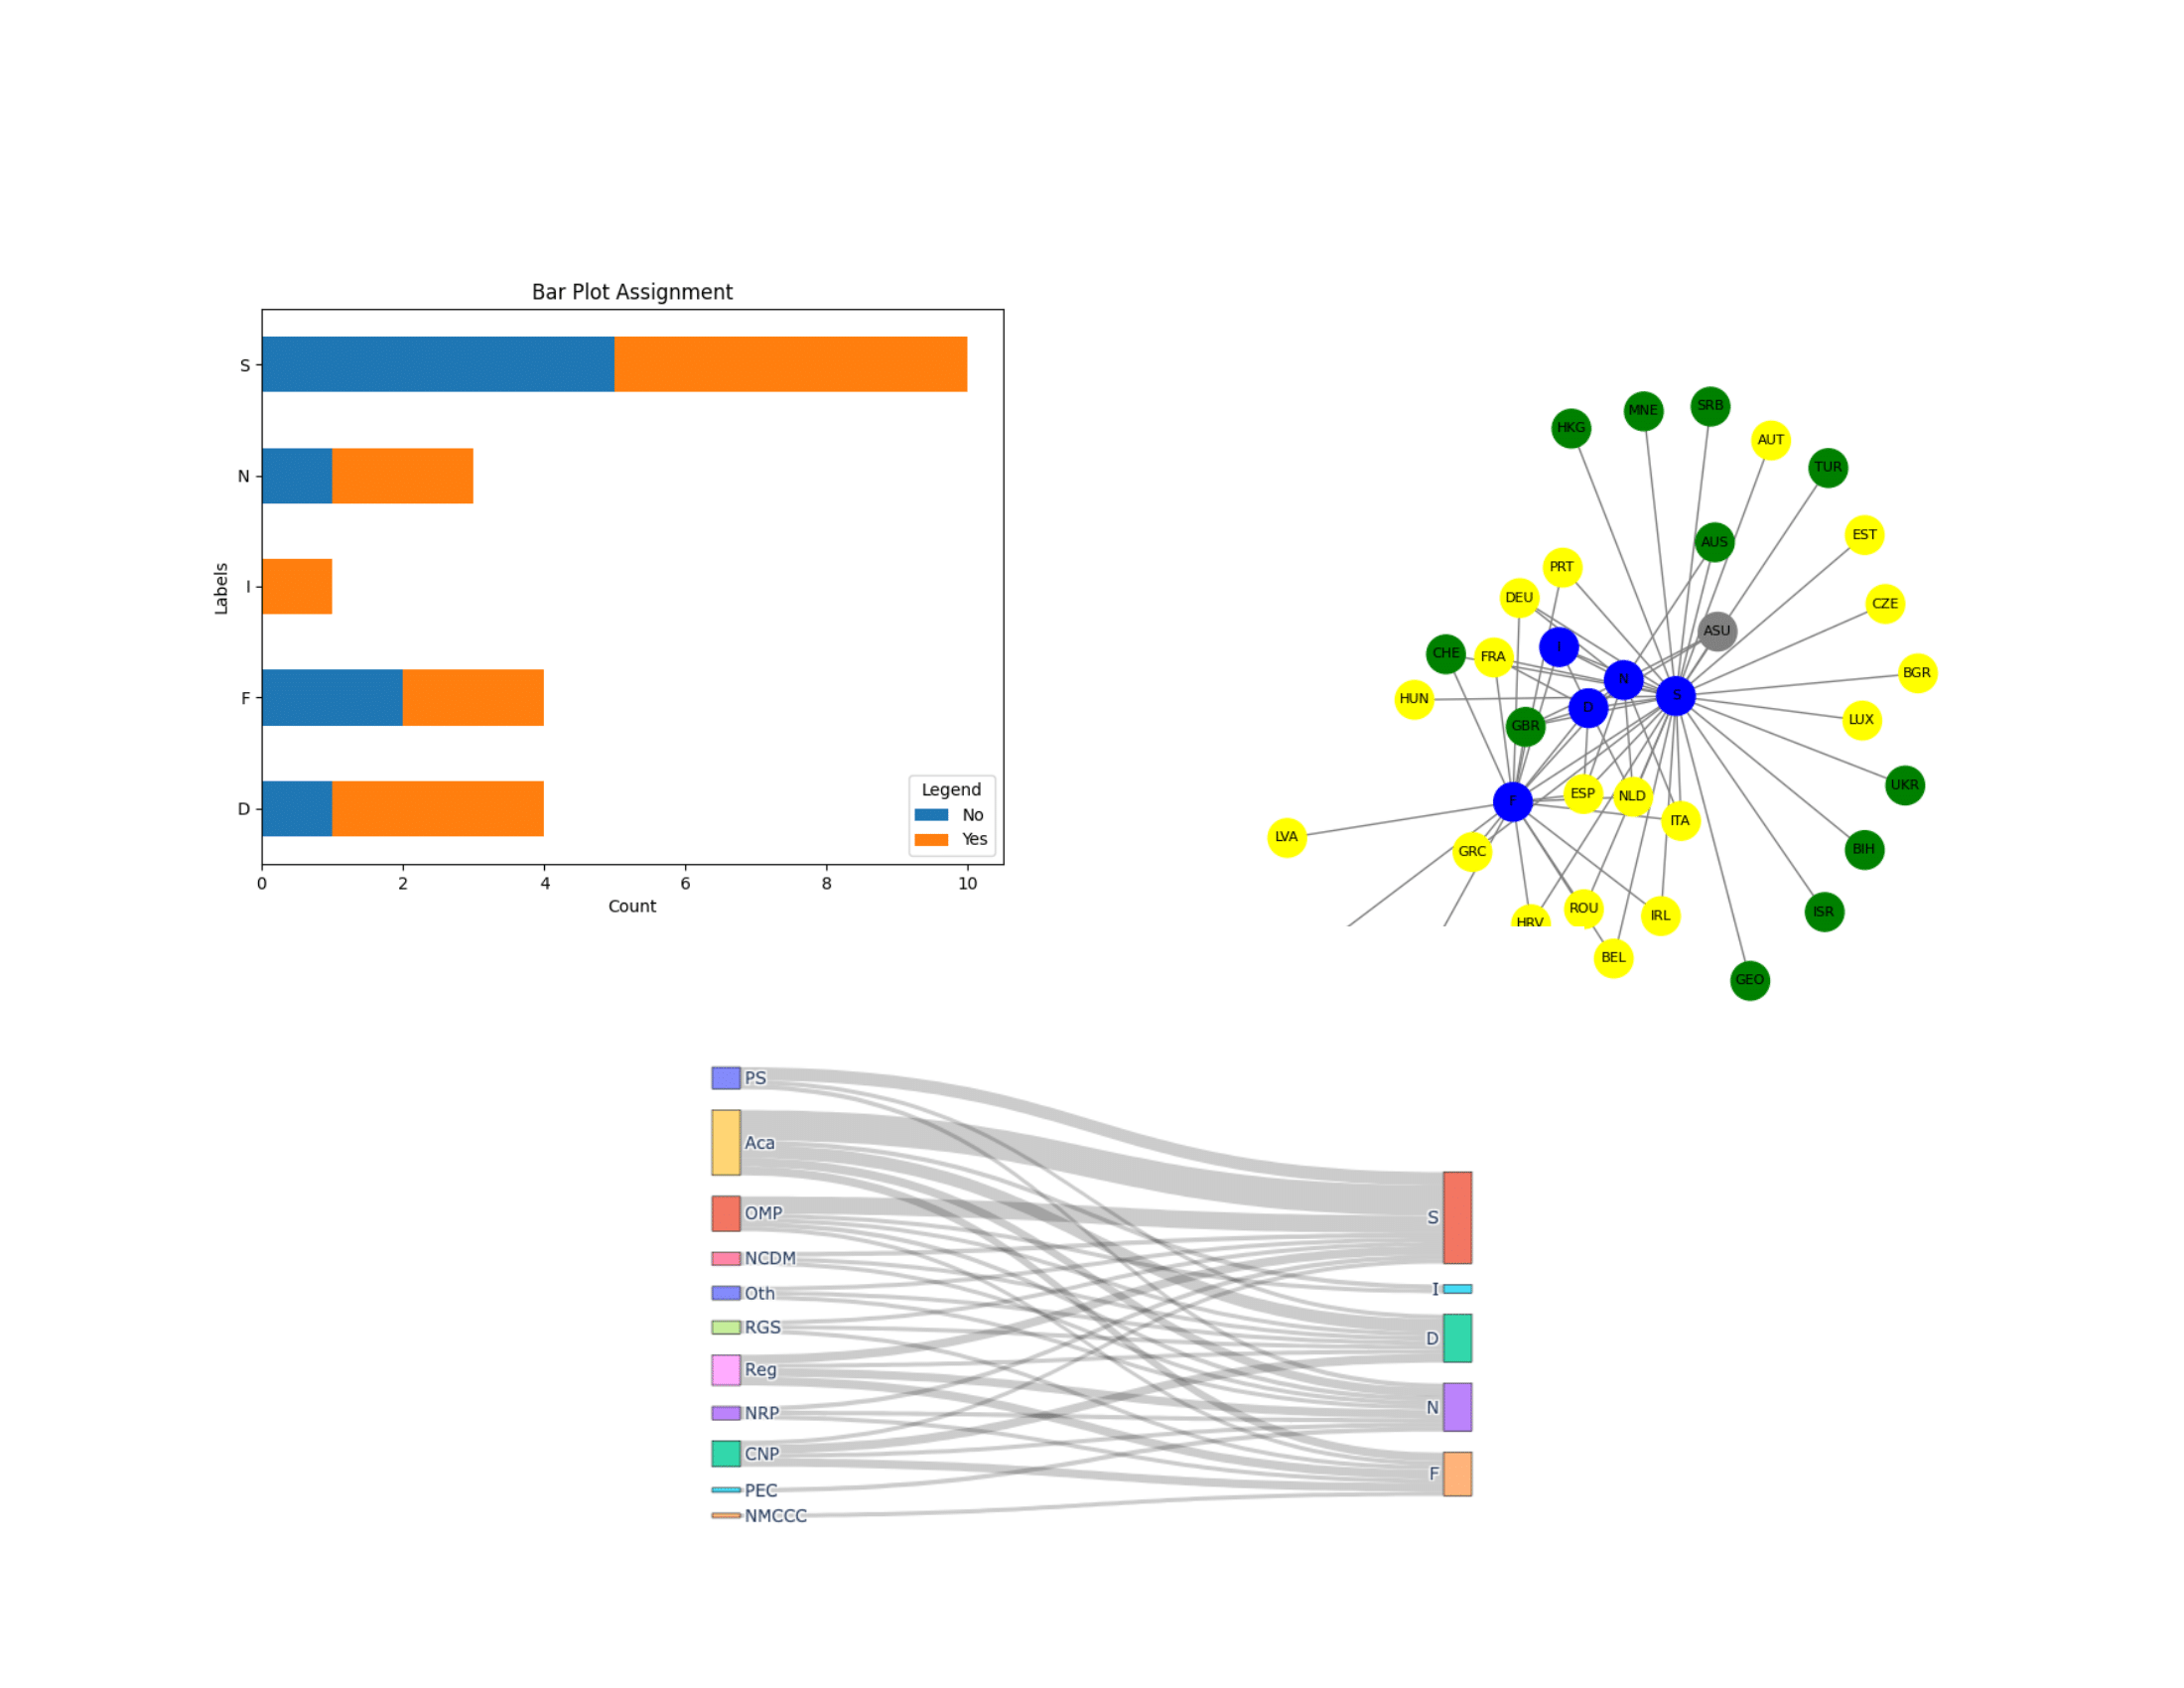 Bar Plot Assignment
S
N
I
F
D
Labels
0 2 4 6 8 10
Count
Legend
No
Yes
SRB
MNE
HKG
AUT
TUR
EST
AUS
PRT
DEU
CZE
ASU
I
CHE
FRA
BGR
N
S
HUN
D
LUX
GBR
UKR
ESP
NLD
F
ITA
LVA
BIH
GRC
ROU
ISR
IRL
HRV
BEL
GEO
PS
Aca
OMP
NCDM
Oth
RGS
Reg
NRP
CNP
PEC
NMCCC
S
I
D
N
F